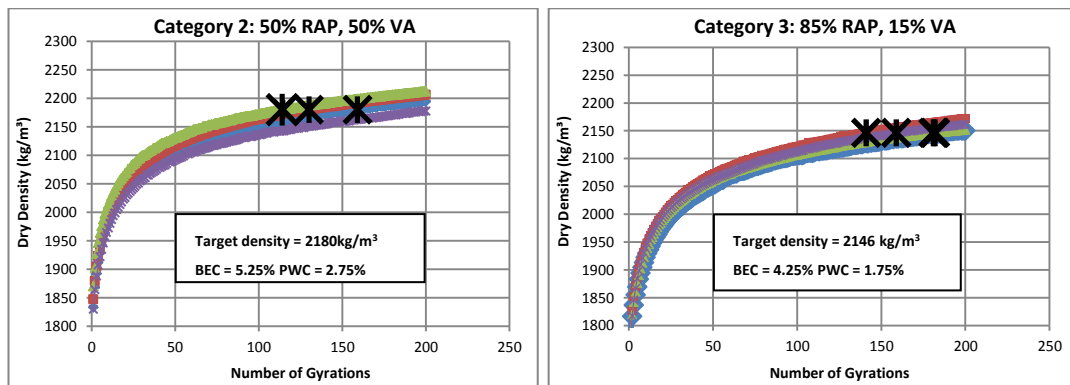 Category 2: 50% RAP, 50% VA
Dry Density (kg/m³)
2300
2250
2200
2150
2100
2050
2000
1950
1900
1850
1800
Target density = 2180kg/m³
BEC = 5.25% PWC = 2.75%
0 50 100 150 200 250
Number of Gyrations
Category 3: 85% RAP, 15% VA
Dry Density (kg/m³)
2300
2250
2200
2150
2100
2050
2000
1950
1900
1850
1800
Target density = 2146 kg/m³
BEC = 4.25% PWC = 1.75%
0 50 100 150 200 250
Number of Gyrations